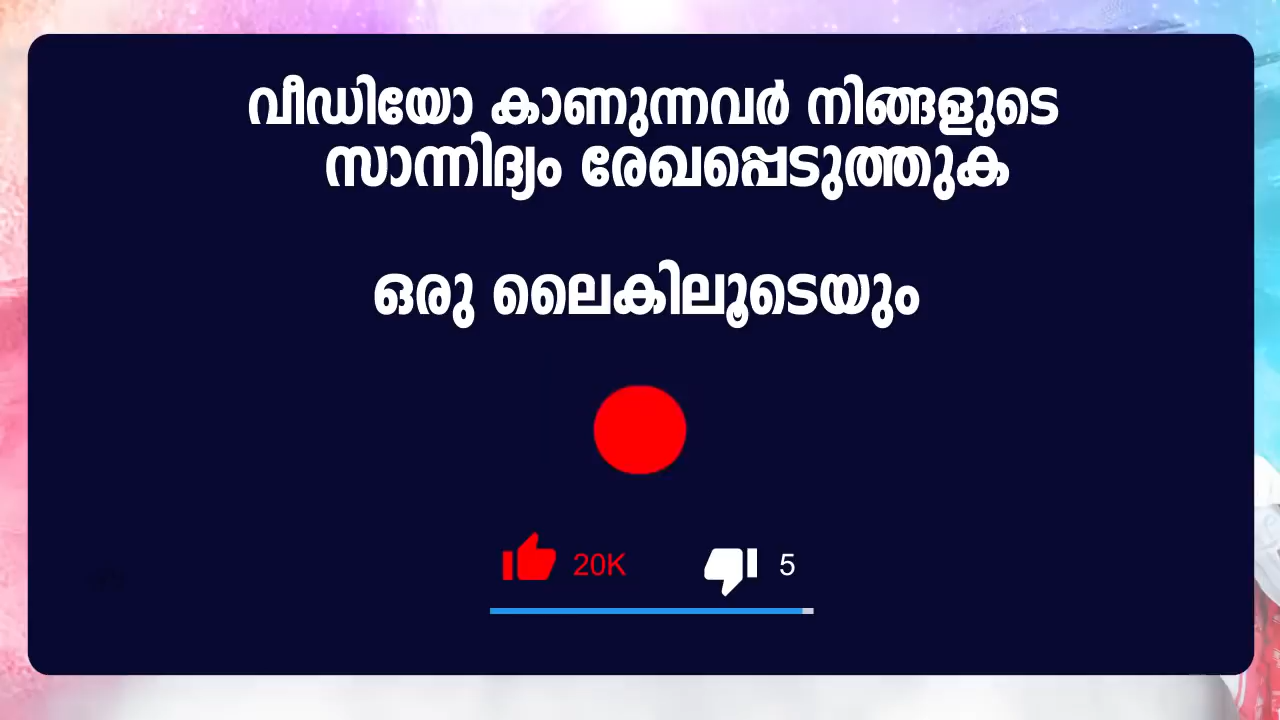 വീഡിയോ കാണുന്നവർ നിങ്ങളുടെ
സാന്നിദ്യം രേഖപ്പെടുത്തുക
ഒരു ലൈകിലൂടെയും
20K 5